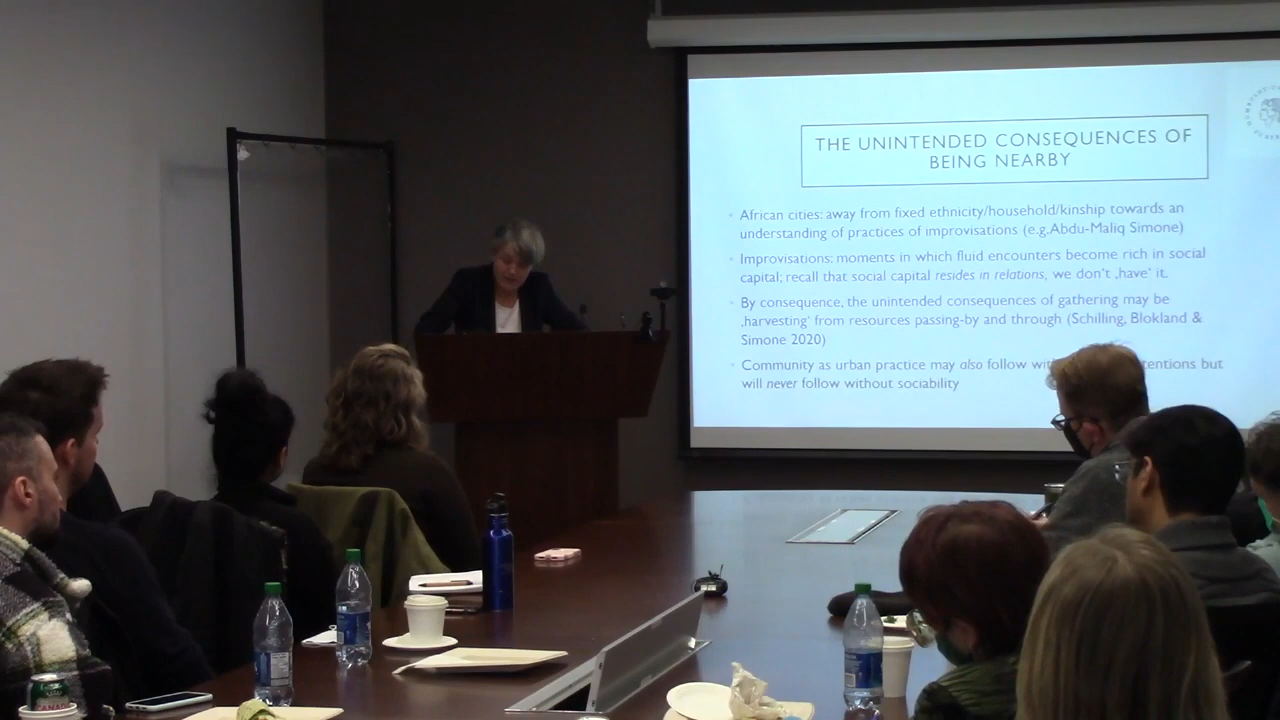 THE UNINTENDED CONSEQUENCES OF
BEING NEARBY
African cities: away from fixed ethnicity/household/kinship towards an
understanding of practices of improvisations (e.g.Abdu-Maliq Simone)
Improvisations: moments in which fluid encounters become rich in social
capital; recall that social capital resides in relations, we don't ‚have' it.
By consequence, the unintended consequences of gathering may be
‚harvesting' from resources passing-by and through (Schilling, Blokland &
Simone 2020)
Community as urban practice may also follow but
will never follow without sociability